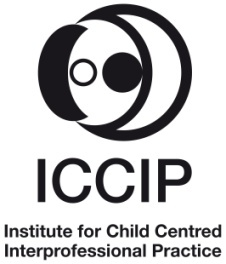 ICCIP
Institute for Child Centred
Interprofessional Practice